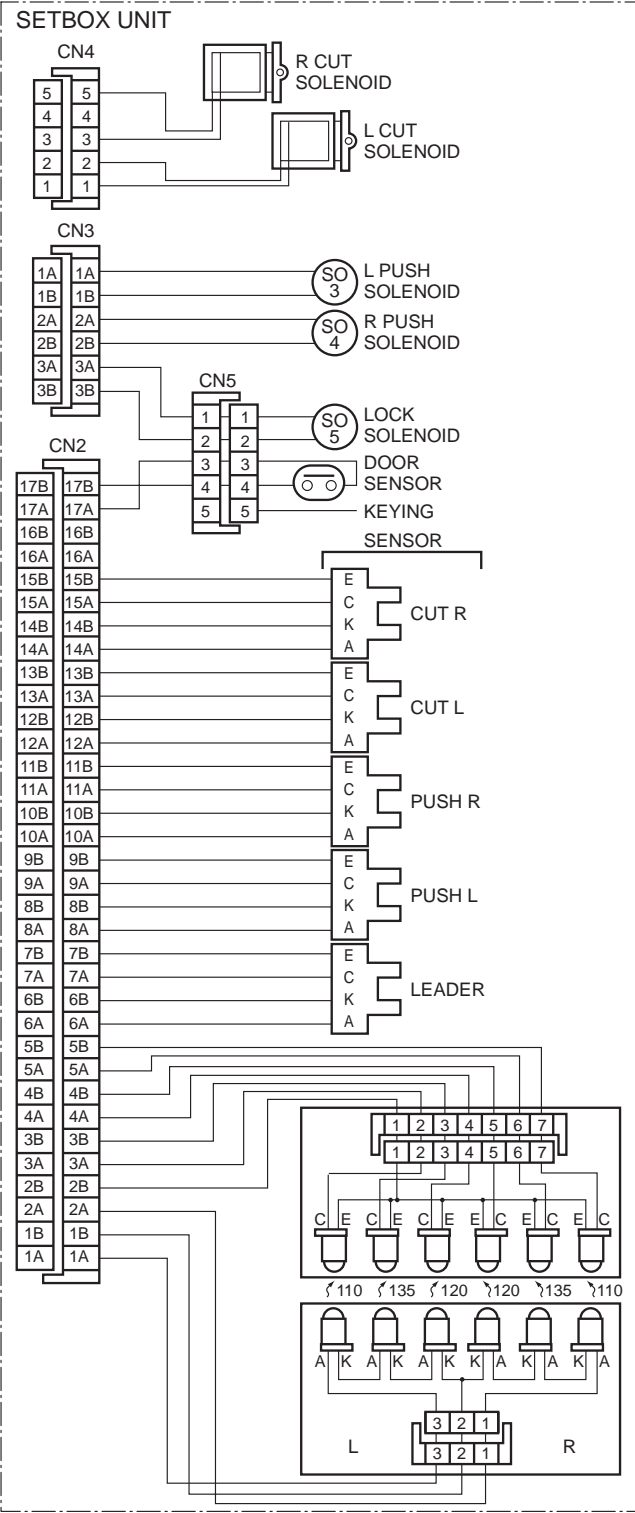 SETBOX UNIT
CN4
R CUT
SOLENOID
5 5
4 4
3 3
2 2
1 1
L CUT
SOLENOID
CN3
1A 1A
1B 1B
2A 2A
2B 2B
3A 3A
3B 3B
SO
3
L PUSH
SOLENOID
SO
4
R PUSH
SOLENOID
CN5
1 1
2 2
3 3
4 4
5 5
SO
5
LOCK
SOLENOID
DOOR
SENSOR
KEYING
CN2
17B 17B
17A 17A
16B 16B
16A 16A
15B 15B
15A 15A
14B 14B
14A 14A
13B 13B
13A 13A
12B 12B
12A 12A
11B 11B
11A 11A
10B 10B
10A 10A
9B 9B
9A 9A
8B 8B
8A 8A
7B 7B
7A 7A
6B 6B
6A 6A
5B 5B
5A 5A
4B 4B
4A 4A
3B 3B
3A 3A
2B 2B
2A 2A
1B 1B
1A 1A
SENSOR
E
C
K
A
CUT R
E
C
K
A
CUT L
E
C
K
A
PUSH R
E
C
K
A
PUSH L
E
C
K
A
LEADER
1 2 3 4 5 6 7
1 2 3 4 5 6 7
C E C E C E E C E C E C
110 135 120 120 135 110
A K A K A K K A K A K A
3 2 1
3 2 1
L R